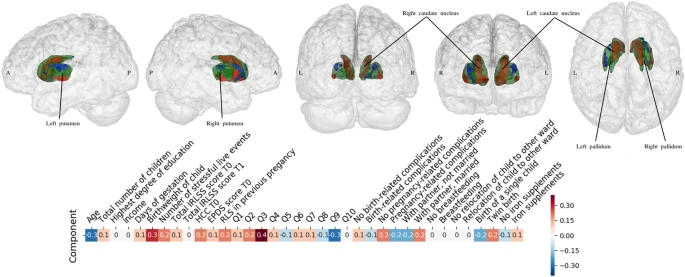 Right caudate nucleus
Left caudate nucleus
A
P
P
A
L
R
R
L
L
R
Left putamen
Right putamen
Left pallidum
Right pallidum
Age
Total number of children
Highest degree of education
Income
Days of gestation
Birthweight of child
Number of stressful live events
Total IRLSS score T0
Total IRLSS score T1
HCC T0
EPDS score T0
RLS in previous pregancy
Q1
Q2
Q3
Q4
Q5
Q6
Q7
Q8
Q9
Q10
No birth-related complications
Birth-related complications
No pregnancy-related complications
Pregnancy-related complications
With partner, not married
With partner, married
No breastfeeding
Breastfeeding
No relocation of child to other ward
Relocation of child to other ward
Birth of a single child
Twin birth
No iron supplements
Iron supplements
Component
-0.3 0.1 0 0 0.1 0.3 0.2 0.1 0.1 0.2 0.2 0.2 0.1 0.2 0.4 0.1 -0.1 0.1 0.1 -0.1 -0.3 0 0.1 -0.1 0.2 -0.2 -0.2 0.2 0 0 0 0 -0.2 0.2 -0.1 0.1
0.30
0.15
0.00
-0.15
-0.30